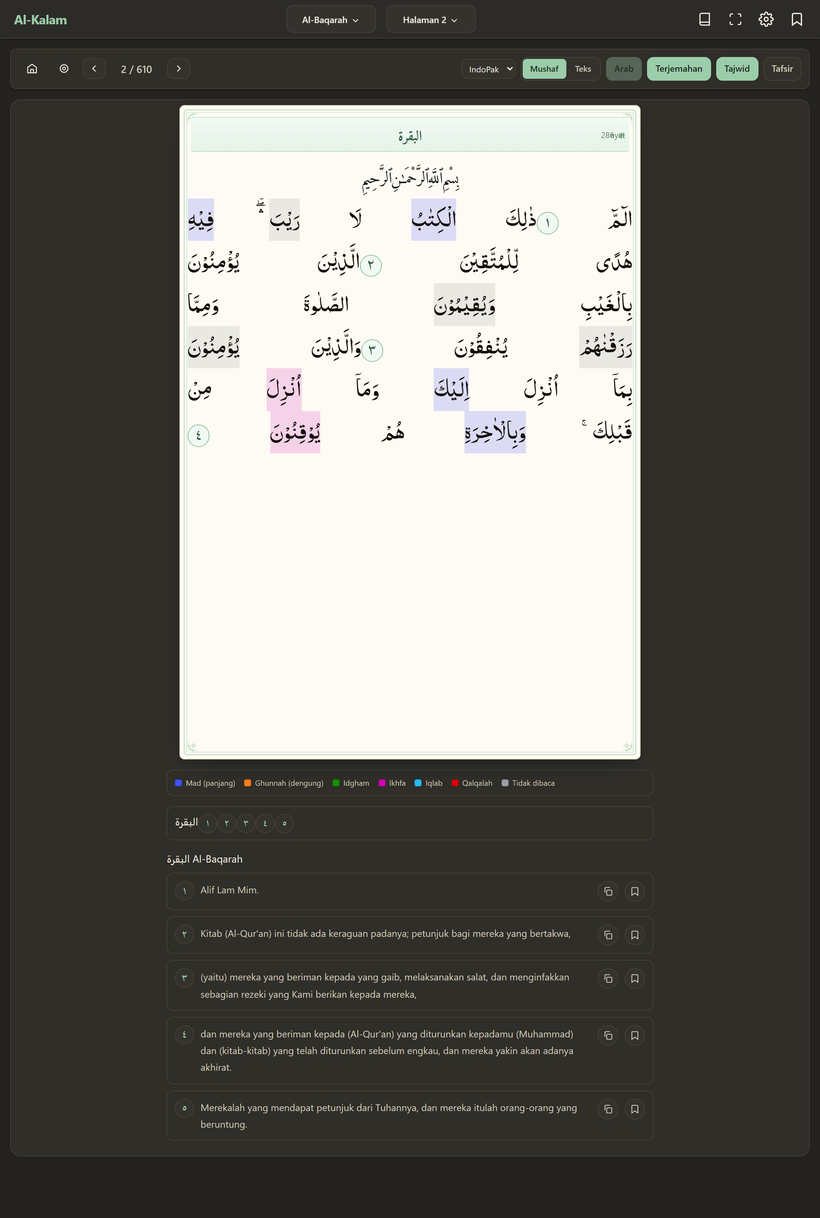 Al-Kalam
Al-Baqarah
Halaman 2
2 / 610
IndoPak
Mushaf
Teks
Arab
Terjemahan
Tajwid
Tafsir
البقرة
بِسْمِ ٱللَّهِ ٱلرَّحْمَـٰنِ ٱلرَّحِيمِ
الٓمّٓ ١ ذٰلِكَ الْكِتٰبُ لَا رَيْبَ ۛۖ فِيْهِ
هُدًى لِّلْمُتَّقِيْنَ ٢ الَّذِيْنَ يُؤْمِنُوْنَ
بِالْغَيْبِ وَيُقِيْمُوْنَ الصَّلٰوةَ وَمِمَّا
رَزَقْنٰهُمْ يُنْفِقُوْنَ ٣ وَالَّذِيْنَ يُؤْمِنُوْنَ
بِمَآ اُنْزِلَ اِلَيْكَ وَمَآ اُنْزِلَ مِنْ
قَبْلِكَ ۚ وَبِالْاٰخِرَةِ هُمْ يُوْقِنُوْنَ ٤
Mad (panjang) Ghunnah (dengung) Idgham Ikhfa Iqlab Qalqalah Tidak dibaca
البقرة ١ ٢ ٣ ٤ ٥
البقرة Al-Baqarah
١ Alif Lam Mim.
٢ Kitab (Al-Qur'an) ini tidak ada keraguan padanya; petunjuk bagi mereka yang bertakwa,
٣ (yaitu) mereka yang beriman kepada yang gaib, melaksanakan salat, dan menginfakkan
sebagian rezeki yang Kami berikan kepada mereka,
٤ dan mereka yang beriman kepada (Al-Qur'an) yang diturunkan kepadamu (Muhammad)
dan (kitab-kitab) yang telah diturunkan sebelum engkau, dan mereka yakin akan adanya
akhirat.
٥ Merekalah yang mendapat petunjuk dari Tuhannya, dan mereka itulah orang-orang yang
beruntung.